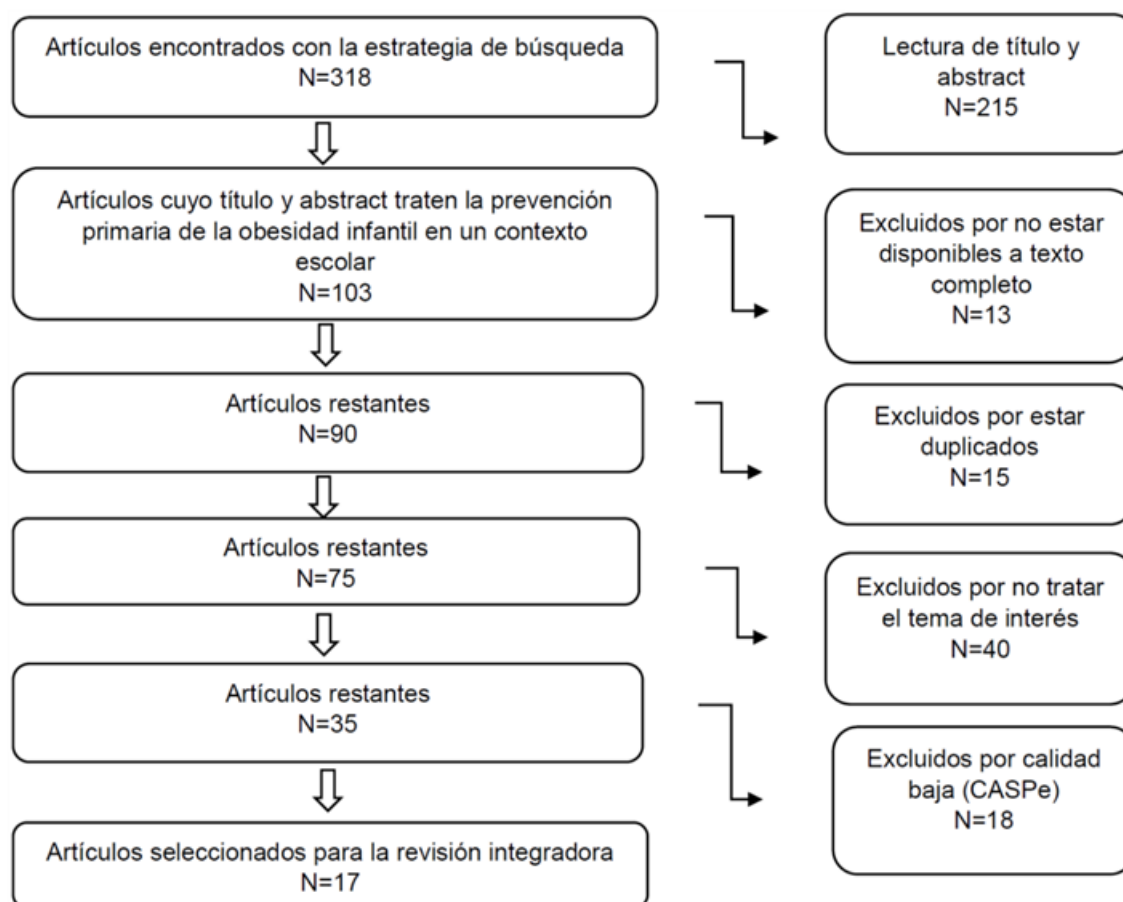 Artículos encontrados con la estrategia de búsqueda
N=318
Lectura de título y
abstract
N=215
Artículos cuyo título y abstract traten la prevención
primaria de la obesidad infantil en un contexto
escolar
N=103
Excluidos por no estar
disponibles a texto
completo
N=13
Artículos restantes
N=90
Excluidos por estar
duplicados
N=15
Artículos restantes
N=75
Excluidos por no tratar
el tema de interés
N=40
Artículos restantes
N=35
Excluidos por calidad
baja (CASPe)
N=18
Artículos seleccionados para la revisión integradora
N=17